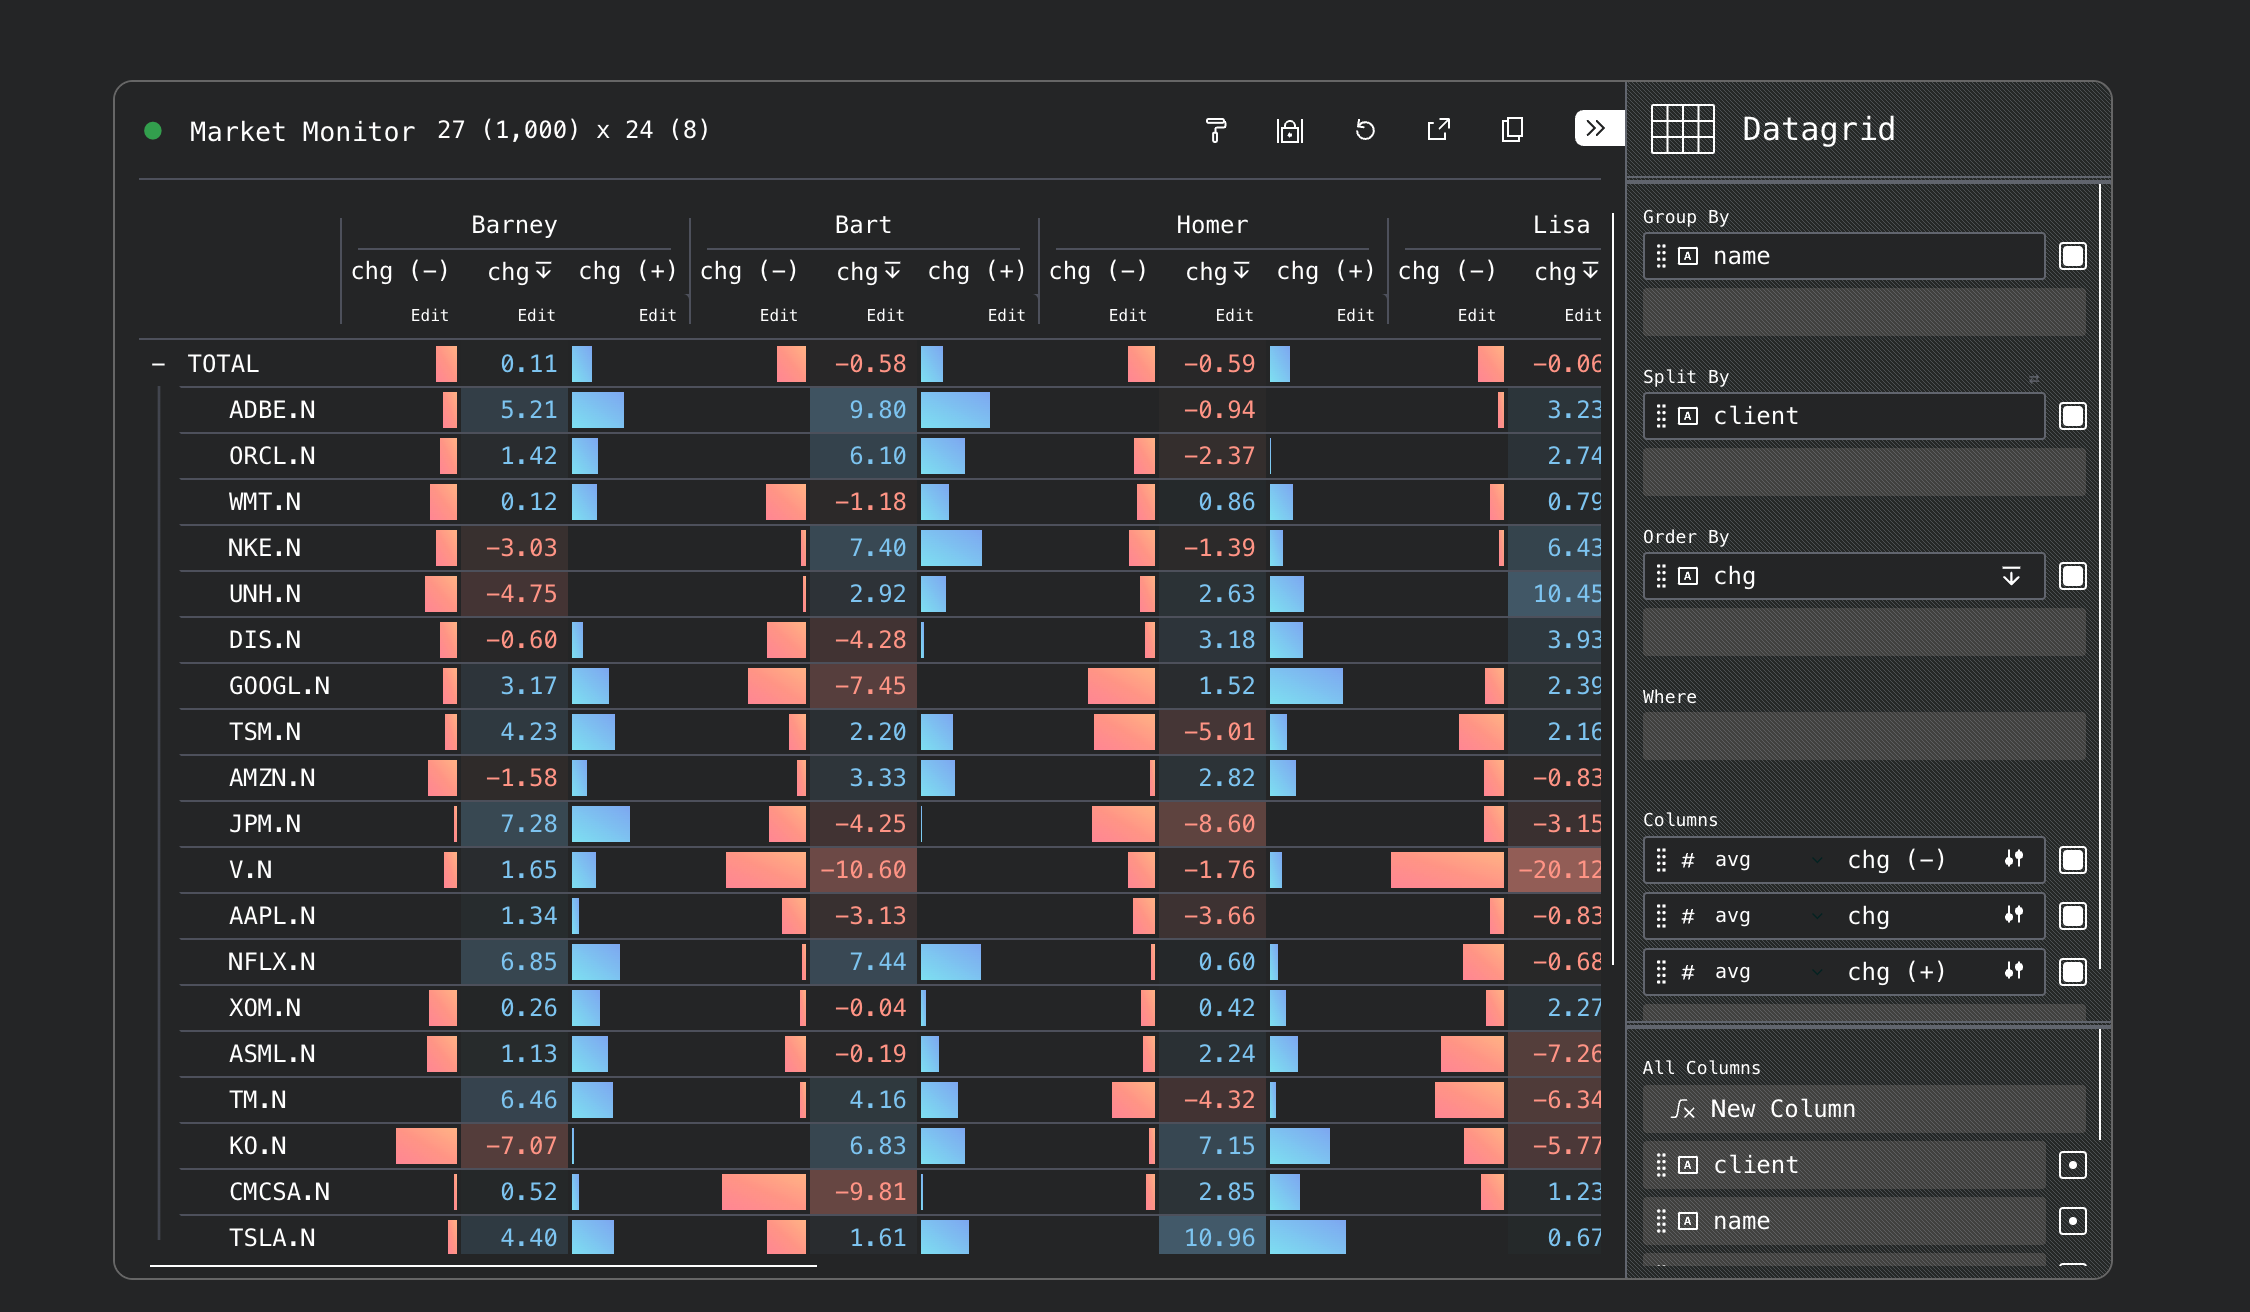 Market Monitor 27 (1,000) x 24 (8)
Datagrid
Barney Bart Homer Lisa
chg (−) chg chg (+) chg (−) chg chg (+) chg (−) chg chg (+) chg (−) chg
Edit Edit Edit Edit Edit Edit Edit Edit Edit Edit Edit
− TOTAL 0.11 −0.58 −0.59 −0.06
ADBE.N 5.21 9.80 −0.94 3.23
ORCL.N 1.42 6.10 −2.37 2.74
WMT.N 0.12 −1.18 0.86 0.79
NKE.N −3.03 7.40 −1.39 6.43
UNH.N −4.75 2.92 2.63 10.45
DIS.N −0.60 −4.28 3.18 3.93
GOOGL.N 3.17 −7.45 1.52 2.39
TSM.N 4.23 2.20 −5.01 2.16
AMZN.N −1.58 3.33 2.82 −0.83
JPM.N 7.28 −4.25 −8.60 −3.15
V.N 1.65 −10.60 −1.76 −20.12
AAPL.N 1.34 −3.13 −3.66 −0.83
NFLX.N 6.85 7.44 0.60 −0.68
XOM.N 0.26 −0.04 0.42 2.27
ASML.N 1.13 −0.19 2.24 −7.26
TM.N 6.46 4.16 −4.32 −6.34
KO.N −7.07 6.83 7.15 −5.77
CMCSA.N 0.52 −9.81 2.85 1.23
TSLA.N 4.40 1.61 10.96 0.67
Group By
A name
Split By
A client
Order By
A chg
Where
Columns
# avg chg (−)
# avg chg
# avg chg (+)
All Columns
ƒx New Column
A client
A name